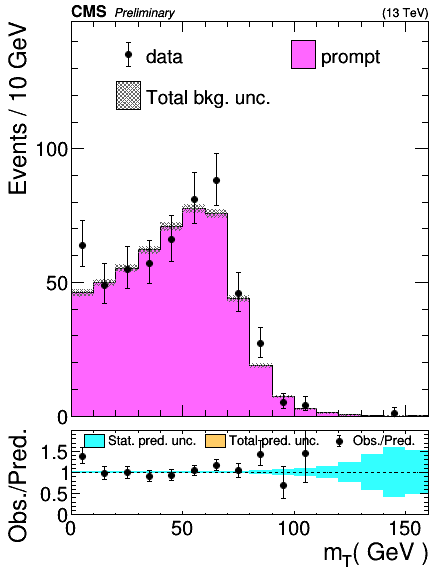 CMS Preliminary (13 TeV)
Events / 10 GeV
data
prompt
Total bkg. unc.
100
50
0
Obs./Pred.
Stat. pred. unc.
Total pred. unc.
Obs./Pred.
1.5
1
0.5
0
0 50 100 150
m_T( GeV )